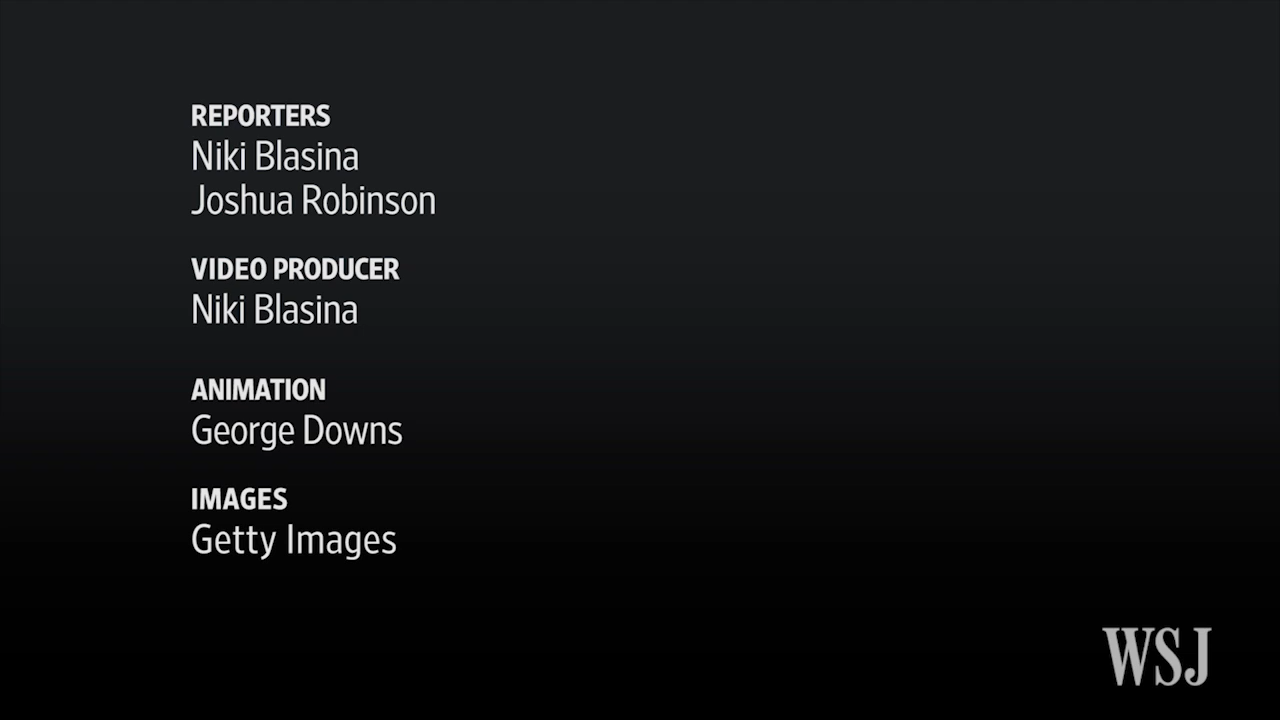 REPORTERS
Niki Blasina
Joshua Robinson
VIDEO PRODUCER
Niki Blasina
ANIMATION
George Downs
IMAGES
Getty Images
WSJ